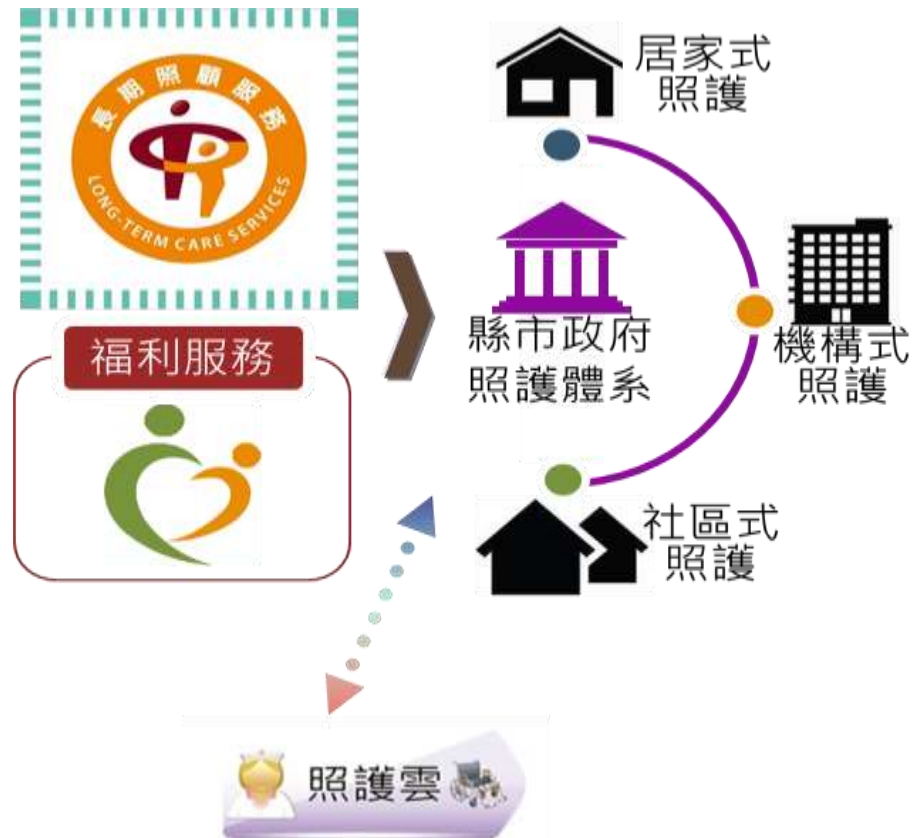 長期照顧服務
LONG-TERM CARE SERVICES
福利服務
居家式
照護
縣市政府
照護體系
機構式
照護
社區式
照護
照護雲